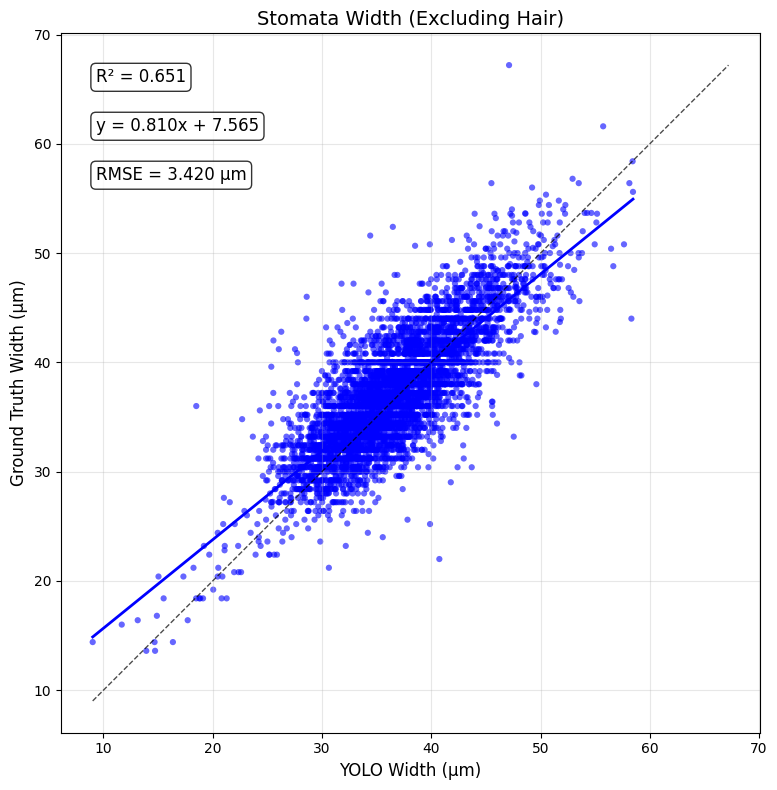 Stomata Width (Excluding Hair)
70
60
50
40
30
20
10
Ground Truth Width (µm)
R² = 0.651
y = 0.810x + 7.565
RMSE = 3.420 µm
10 20 30 40 50 60 70
YOLO Width (µm)